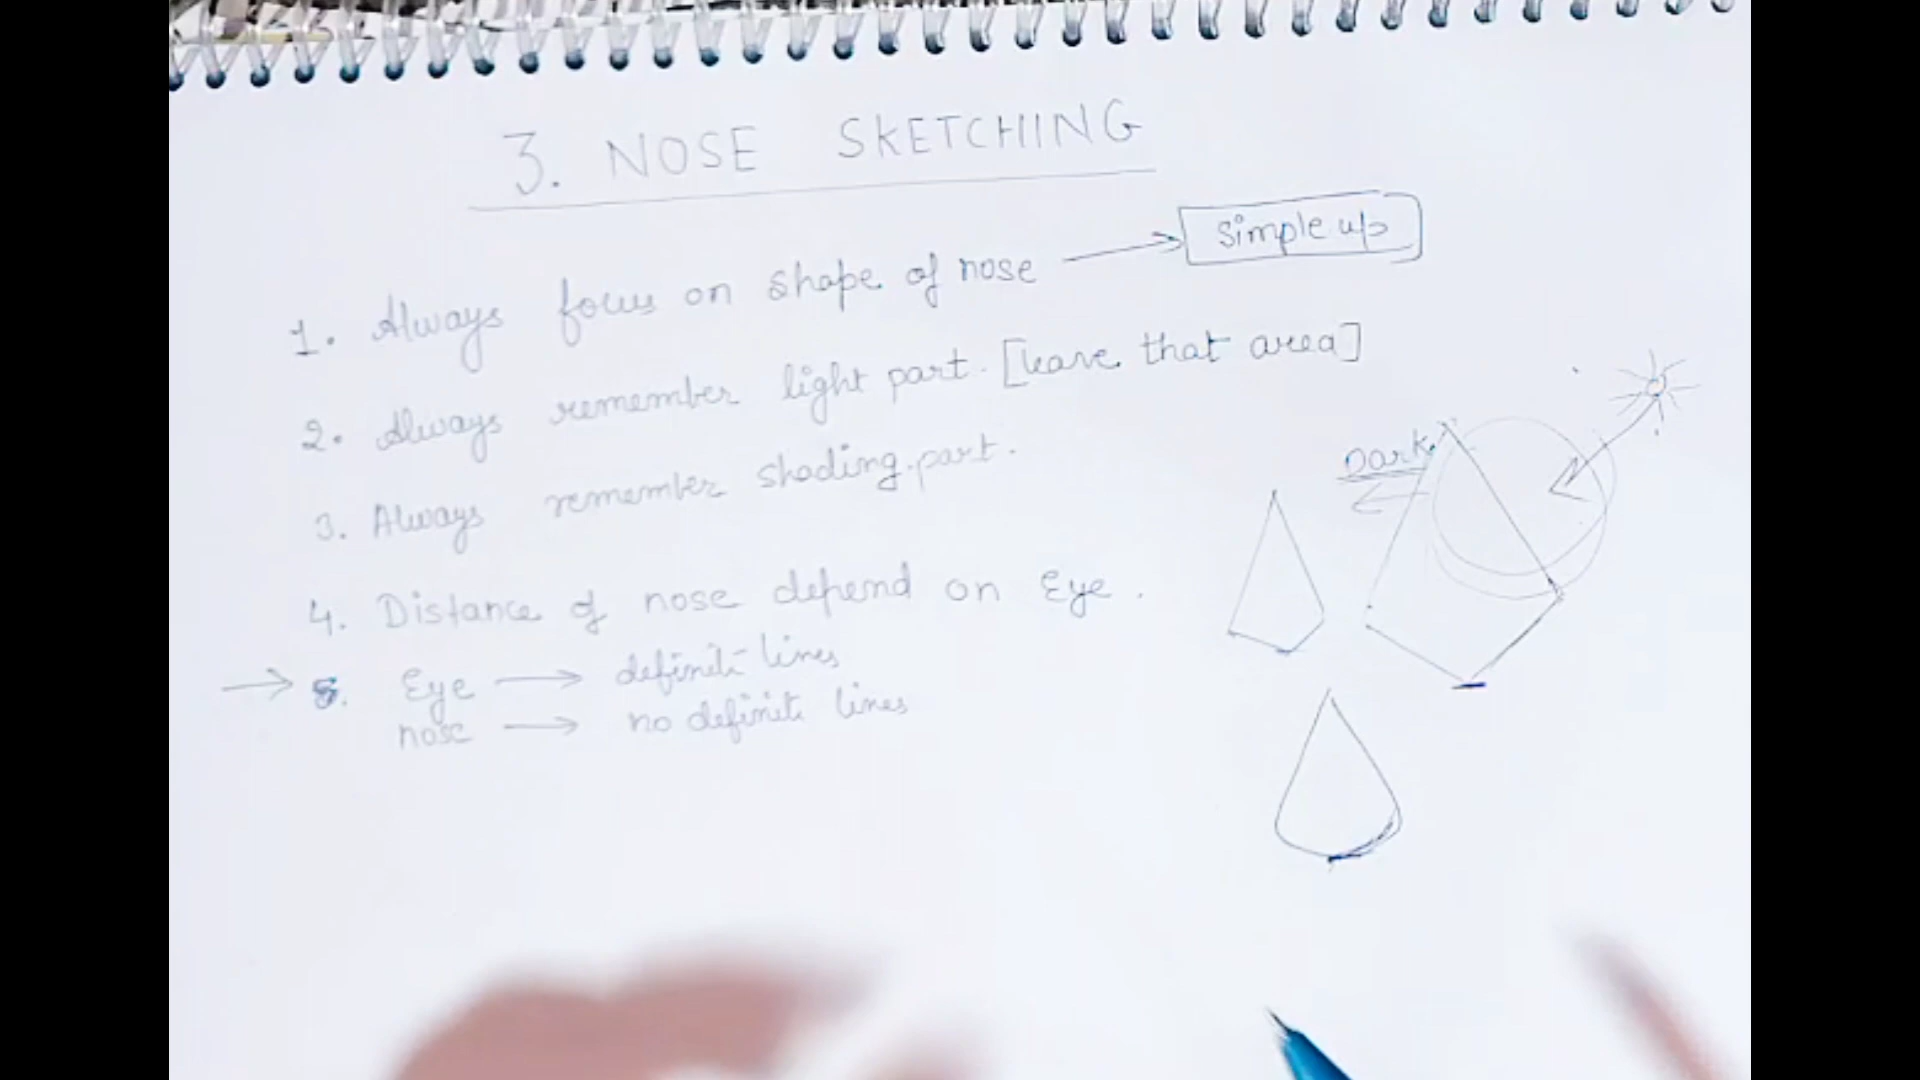 3. NOSE SKETCHING
1. Always focus on shape of nose → Simple up
2. Always remember light part. [leave that area]
3. Always remember shading part.
Dark
4. Distance of nose depend on Eye.
→ 5. Eye → definite lines
nose → no definite lines